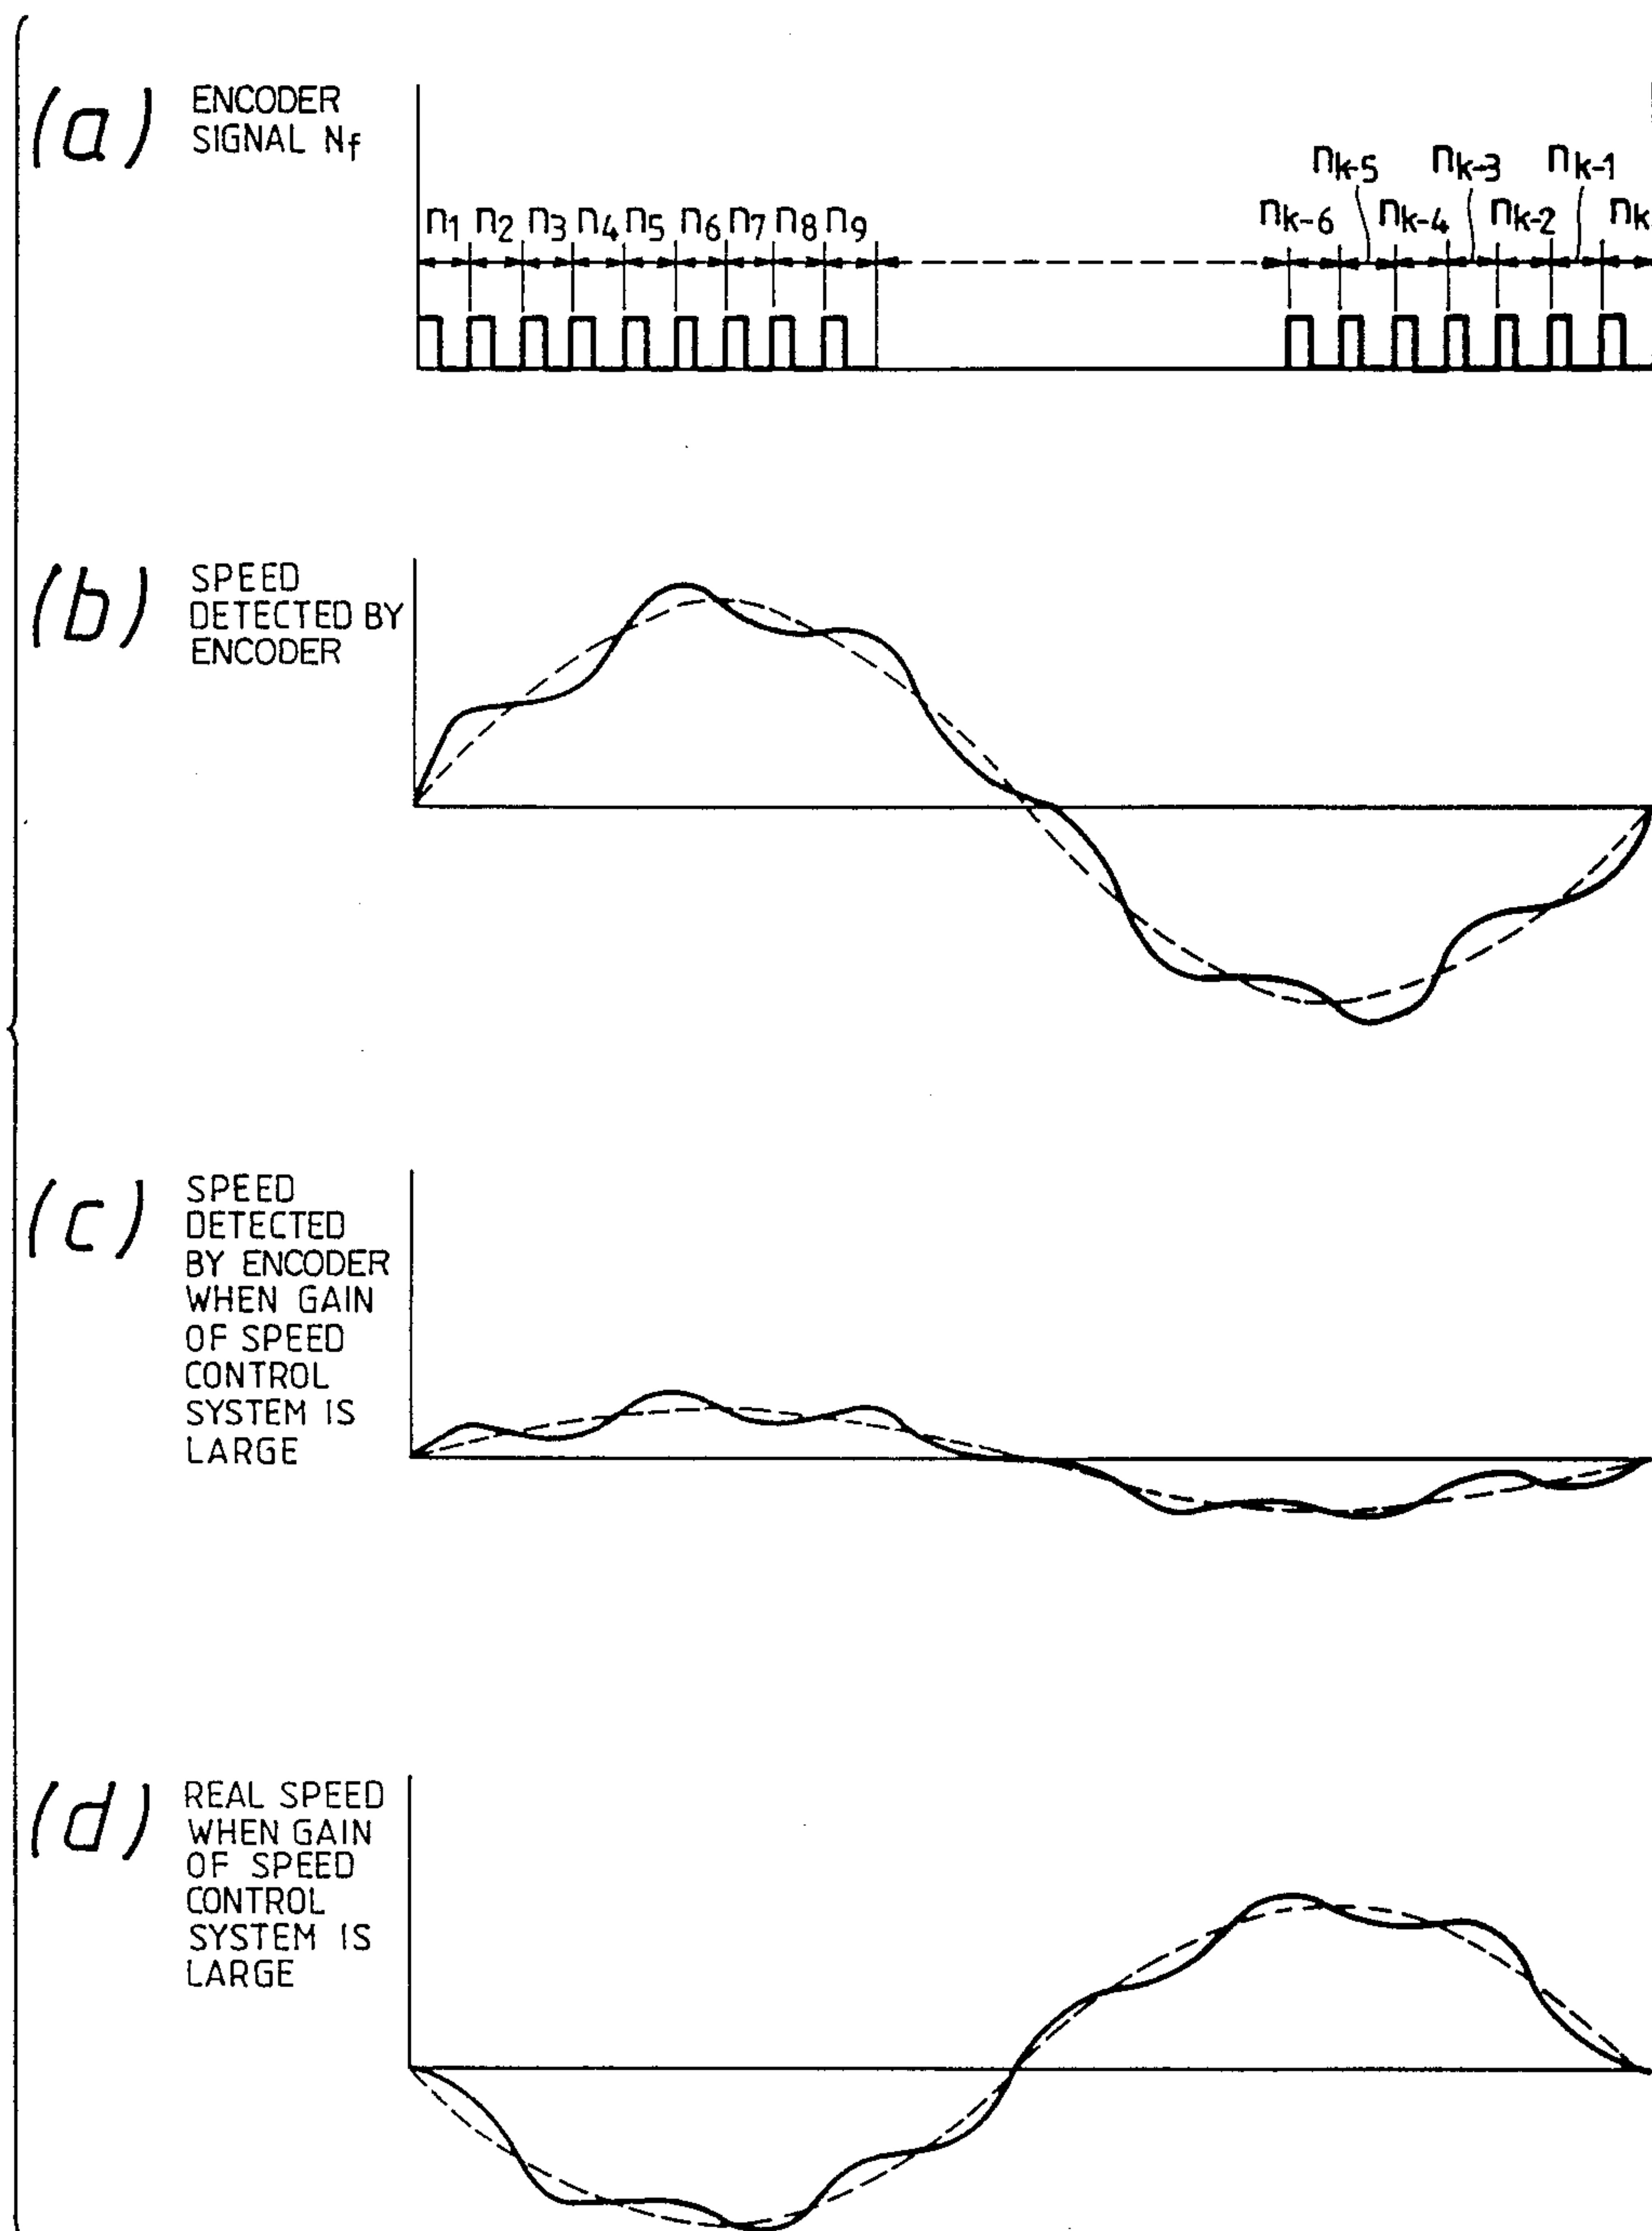 (a) ENCODER
SIGNAL Nf
n1 n2 n3 n4 n5 n6 n7 n8 n9
nk-5 nk-3 nk-1
nk-6 nk-4 nk-2 nk
(b) SPEED
DETECTED BY
ENCODER
(c) SPEED
DETECTED
BY ENCODER
WHEN GAIN
OF SPEED
CONTROL
SYSTEM IS
LARGE
(d) REAL SPEED
WHEN GAIN
OF SPEED
CONTROL
SYSTEM IS
LARGE